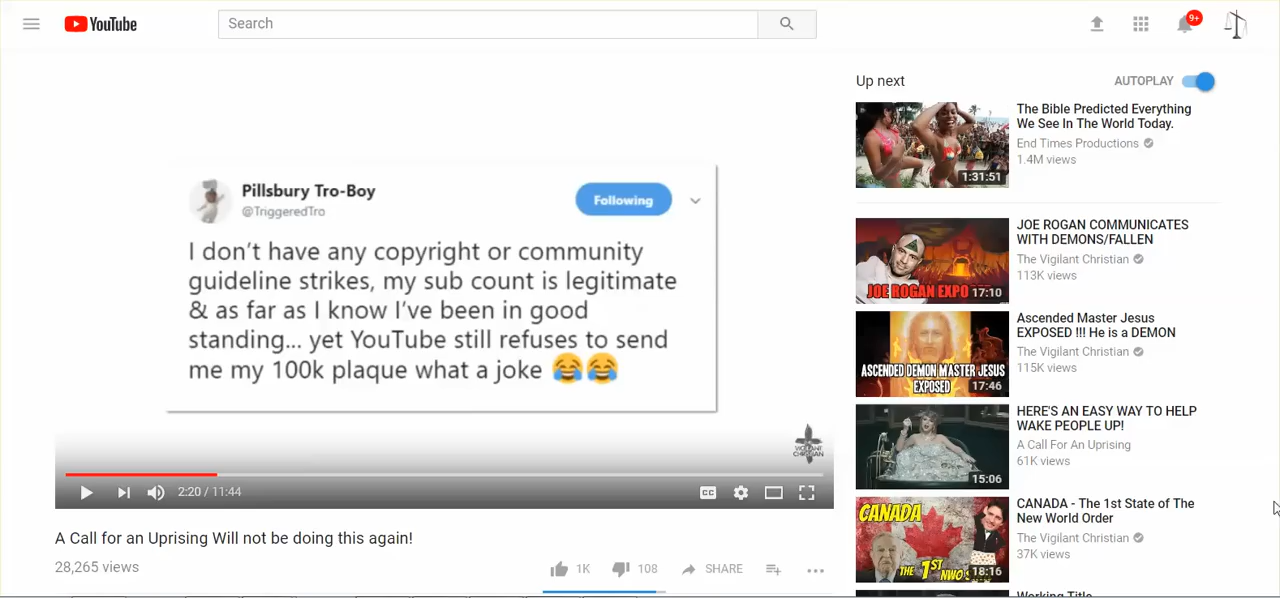 YouTube
Search
9+
Pillsbury Tro-Boy
@TriggeredTro
Following
I don't have any copyright or community
guideline strikes, my sub count is legitimate
& as far as I know I've been in good
standing... yet YouTube still refuses to send
me my 100k plaque what a joke 😂😂
VIGILANT
CHRISTIAN
2:20 / 11:44
CC
A Call for an Uprising Will not be doing this again!
28,265 views
1K
108
SHARE
Up next
AUTOPLAY
1:31:51
The Bible Predicted Everything
We See In The World Today.
End Times Productions
1.4M views
JOE ROGAN EXPO
17:10
JOE ROGAN COMMUNICATES
WITH DEMONS/FALLEN
The Vigilant Christian
113K views
ASCENDED DEMON MASTER JESUS
EXPOSED
17:46
Ascended Master Jesus
EXPOSED !!! He is a DEMON
The Vigilant Christian
115K views
15:06
HERE'S AN EASY WAY TO HELP
WAKE PEOPLE UP!
A Call For An Uprising
61K views
CANADA
THE 1ST NWO S
18:16
CANADA - The 1st State of The
New World Order
The Vigilant Christian
37K views
Working Title